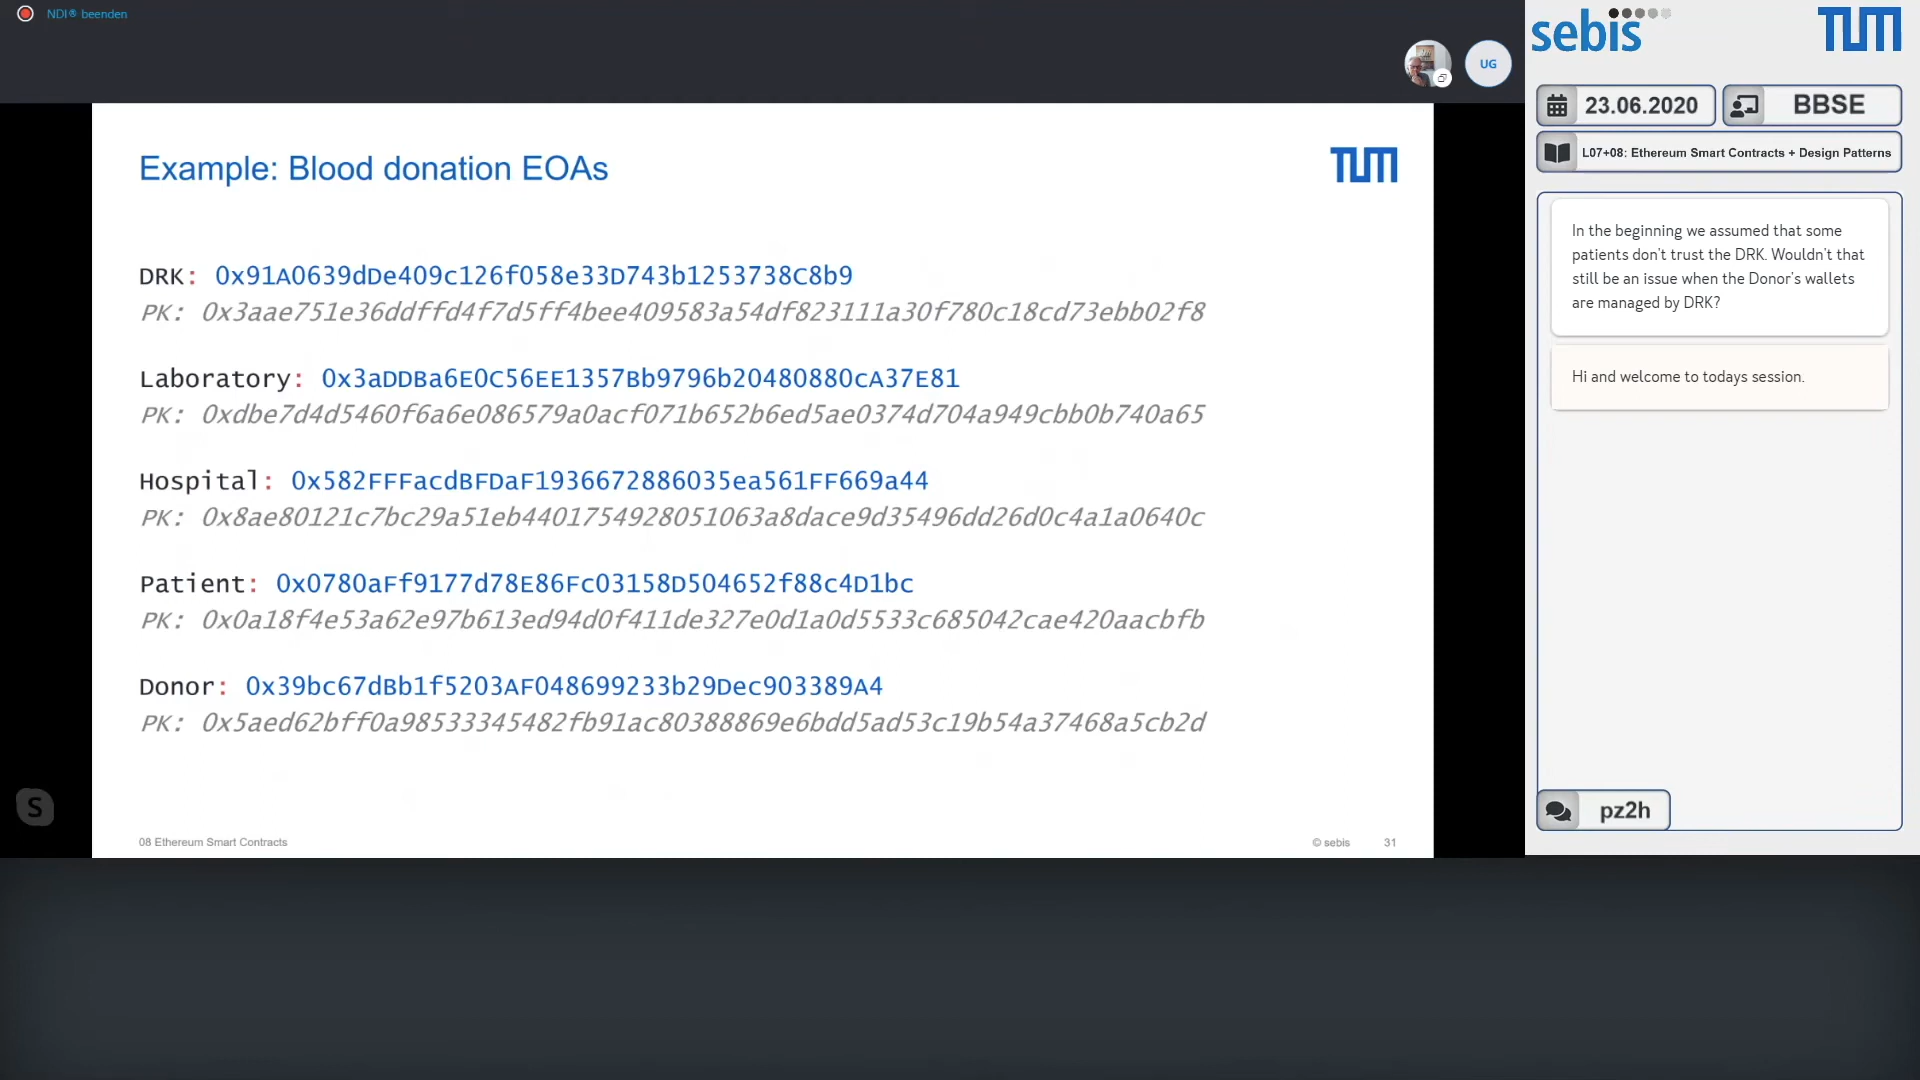 NDI® beenden
UG
Example: Blood donation EOAs
TUM
DRK: 0x91A0639dDe409c126f058e33D743b1253738C8b9
PK: 0x3aae751e36ddffd4f7d5ff4bee409583a54df823111a30f780c18cd73ebb02f8
Laboratory: 0x3aDDBa6E0C56EE1357Bb9796b20480880cA37E81
PK: 0xdbe7d4d5460f6a6e086579a0acf071b652b6ed5ae0374d704a949cbb0b740a65
Hospital: 0x582FFFacdBFDaF1936672886035ea561FF669a44
PK: 0x8ae80121c7bc29a51eb4401754928051063a8dace9d35496dd26d0c4a1a0640c
Patient: 0x0780aFf9177d78E86Fc03158D504652f88c4D1bc
PK: 0x0a18f4e53a62e97b613ed94d0f411de327e0d1a0d5533c685042cae420aacbfb
Donor: 0x39bc67dBb1f5203AF048699233b29Dec903389A4
PK: 0x5aed62bff0a98533345482fb91ac80388869e6bdd5ad53c19b54a37468a5cb2d
S
08 Ethereum Smart Contracts
© sebis
31
sebis
TUM
23.06.2020
BBSE
L07+08: Ethereum Smart Contracts + Design Patterns
In the beginning we assumed that some
patients don't trust the DRK. Wouldn't that
still be an issue when the Donor's wallets
are managed by DRK?
Hi and welcome to todays session.
pz2h